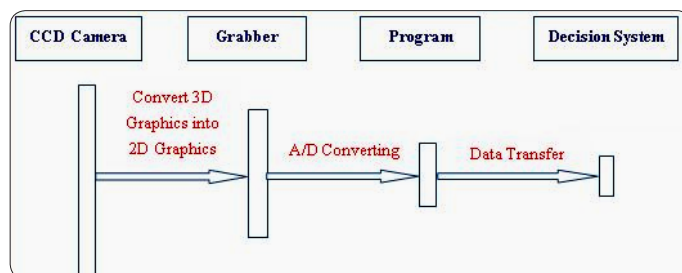 CCD Camera
Grabber
Program
Decision System
Convert 3D
Graphics into
2D Graphics
A/D Converting
Data Transfer